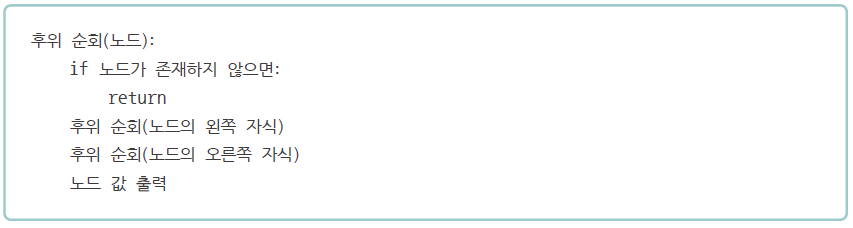 후위 순회(노드):
    if 노드가 존재하지 않으면:
        return
    후위 순회(노드의 왼쪽 자식)
    후위 순회(노드의 오른쪽 자식)
    노드 값 출력